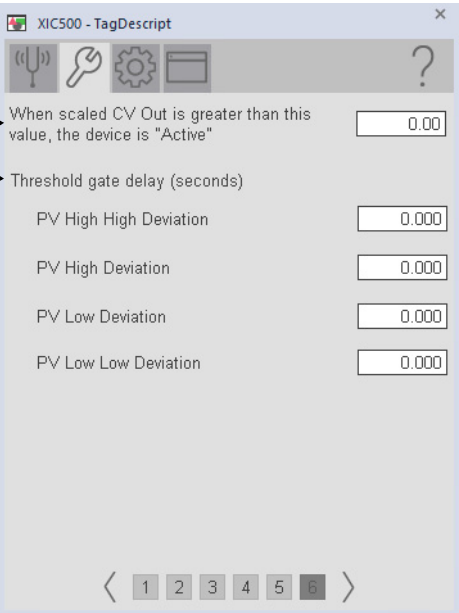 XIC500 - TagDescript
×
?
When scaled CV Out is greater than this
value, the device is "Active"
0.00
Threshold gate delay (seconds)
PV High High Deviation
0.000
PV High Deviation
0.000
PV Low Deviation
0.000
PV Low Low Deviation
0.000
1 2 3 4 5 6